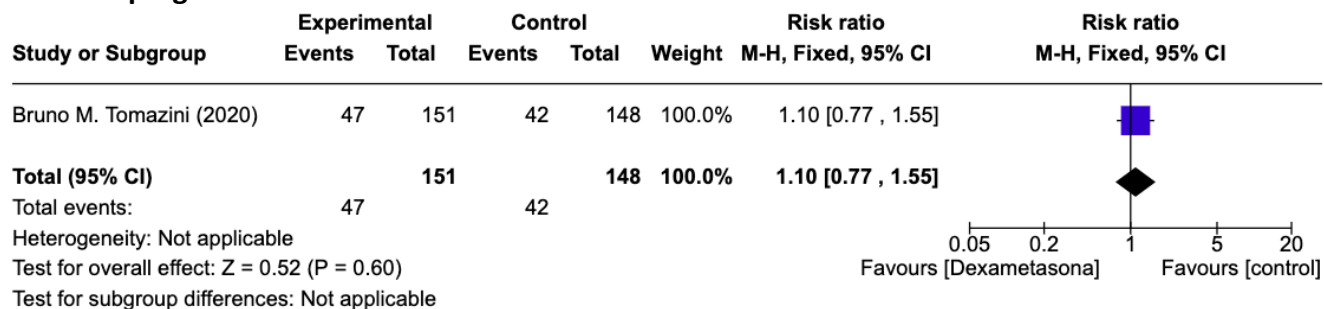 Experimental Control Risk ratio Risk ratio
Study or Subgroup Events Total Events Total Weight M-H, Fixed, 95% CI M-H, Fixed, 95% CI
Bruno M. Tomazini (2020) 47 151 42 148 100.0% 1.10 [0.77 , 1.55]
Total (95% CI) 151 148 100.0% 1.10 [0.77 , 1.55]
Total events: 47 42
Heterogeneity: Not applicable
0.05 0.2 1 5 20
Test for overall effect: Z = 0.52 (P = 0.60)
Favours [Dexametasona] Favours [control]
Test for subgroup differences: Not applicable